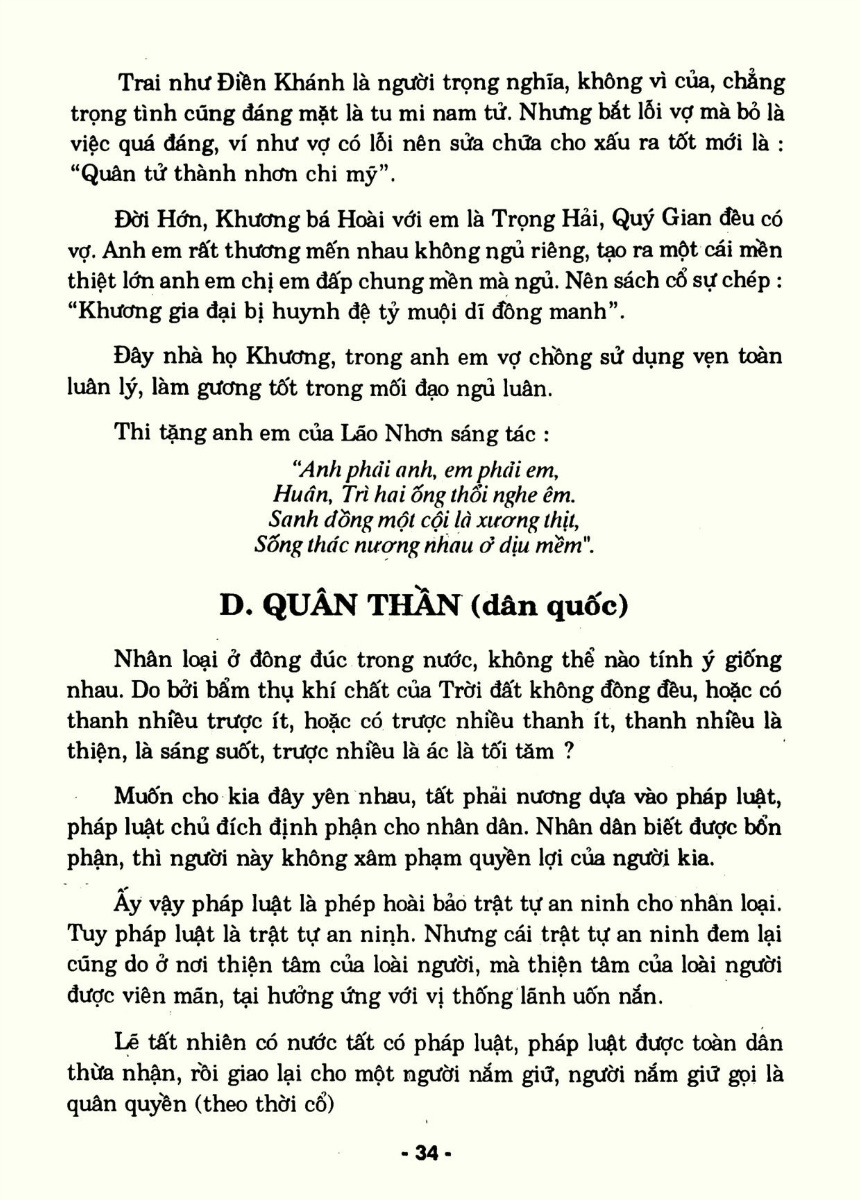 Trai như Điền Khánh là người trọng nghĩa, không vì của, chẳng
trọng tình cũng đáng mặt là tu mi nam tử. Nhưng bắt lỗi vợ mà bỏ là
việc quá đáng, ví như vợ có lỗi nên sửa chữa cho xấu ra tốt mới là :
“Quân tử thành nhơn chi mỹ”.
Đời Hớn, Khương bá Hoài với em là Trọng Hải, Quý Gian đều có
vợ. Anh em rất thương mến nhau không ngủ riêng, tạo ra một cái mền
thiệt lớn anh em chị em đấp chung mền mà ngủ. Nên sách cổ sự chép :
“Khương gia đại bị huynh đệ tỷ muội dĩ đồng manh”.
Đây nhà họ Khương, trong anh em vợ chồng sử dụng vẹn toàn
luân lý, làm gương tốt trong mối đạo ngủ luân.
Thi tặng anh em của Lão Nhơn sáng tác :
“Anh phải anh, em phải em,
Huân, Trì hai ống thổi nghe êm.
Sanh đồng một cội là xương thịt,
Sống thác nương nhau ở dịu mềm".
D. QUÂN THẦN (dân quốc)
Nhân loại ở đông đúc trong nước, không thể nào tính ý giống
nhau. Do bởi bẩm thụ khí chất của Trời đất không đồng đều, hoặc có
thanh nhiều trược ít, hoặc có trược nhiều thanh ít, thanh nhiều là
thiện, là sáng suốt, trược nhiều là ác là tối tăm ?
Muốn cho kia đây yên nhau, tất phải nương dựa vào pháp luật,
pháp luật chủ đích định phận cho nhân dân. Nhân dân biết được bổn
phận, thì người này không xâm phạm quyền lợi của người kia.
Ấy vậy pháp luật là phép hoài bảo trật tự an ninh cho nhân loại.
Tuy pháp luật là trật tự an ninh. Nhưng cái trật tự an ninh đem lại
cũng do ở nơi thiện tâm của loài người, mà thiện tâm của loài người
được viên mãn, tại hưởng ứng với vị thống lãnh uốn nắn.
Lẽ tất nhiên có nước tất có pháp luật, pháp luật được toàn dân
thừa nhận, rồi giao lại cho một người nắm giữ, người nắm giữ gọi là
quân quyền (theo thời cổ)
- 34 -